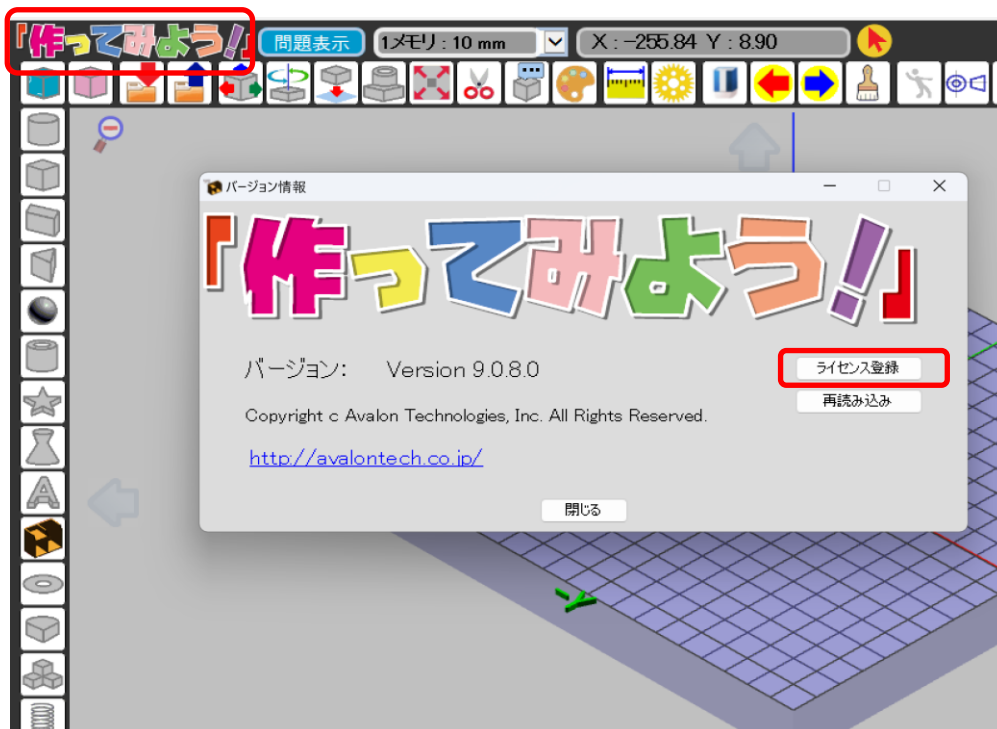 『作ってみよう!』 問題表示 1メモリ : 10 mm X : -255.84 Y : 8.90
バージョン情報
『作ってみよう!』
バージョン: Version 9.0.8.0
ライセンス登録
再読み込み
Copyright c Avalon Technologies, Inc. All Rights Reserved.
http://avalontech.co.jp/
閉じる
-Y